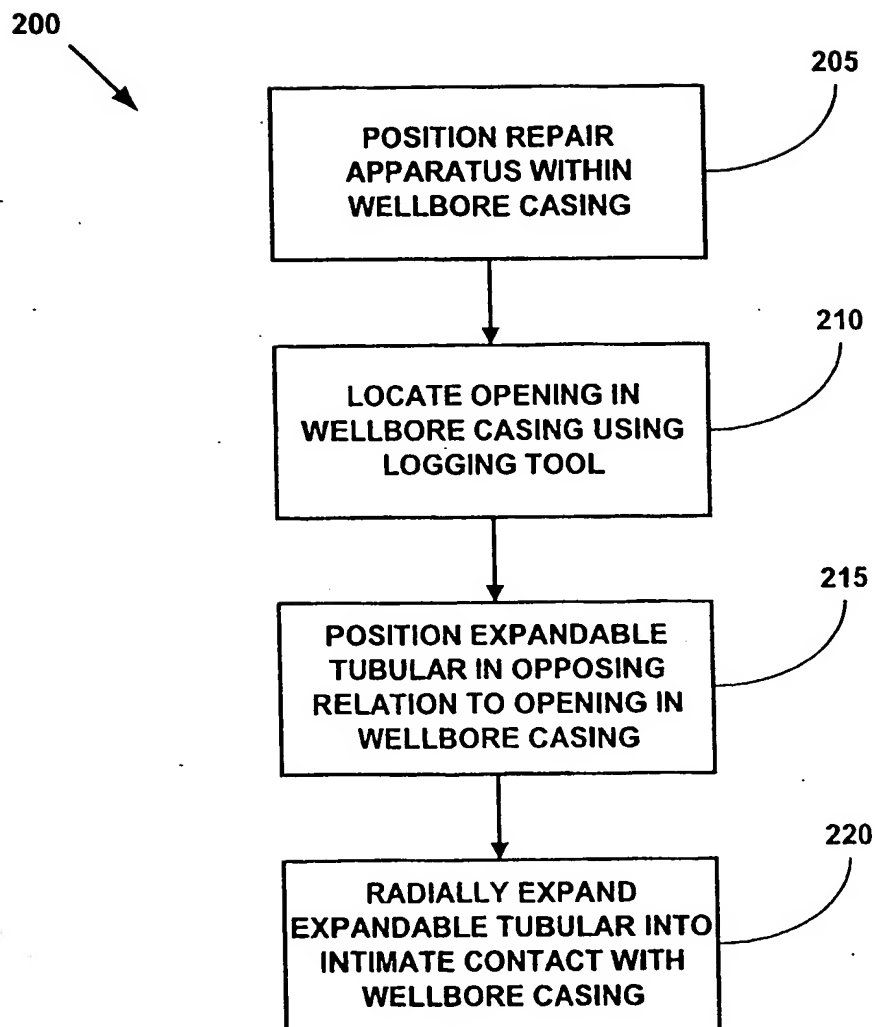 200
205
POSITION REPAIR
APPARATUS WITHIN
WELLBORE CASING
210
LOCATE OPENING IN
WELLBORE CASING USING
LOGGING TOOL
215
POSITION EXPANDABLE
TUBULAR IN OPPOSING
RELATION TO OPENING IN
WELLBORE CASING
220
RADIALLY EXPAND
EXPANDABLE TUBULAR INTO
INTIMATE CONTACT WITH
WELLBORE CASING